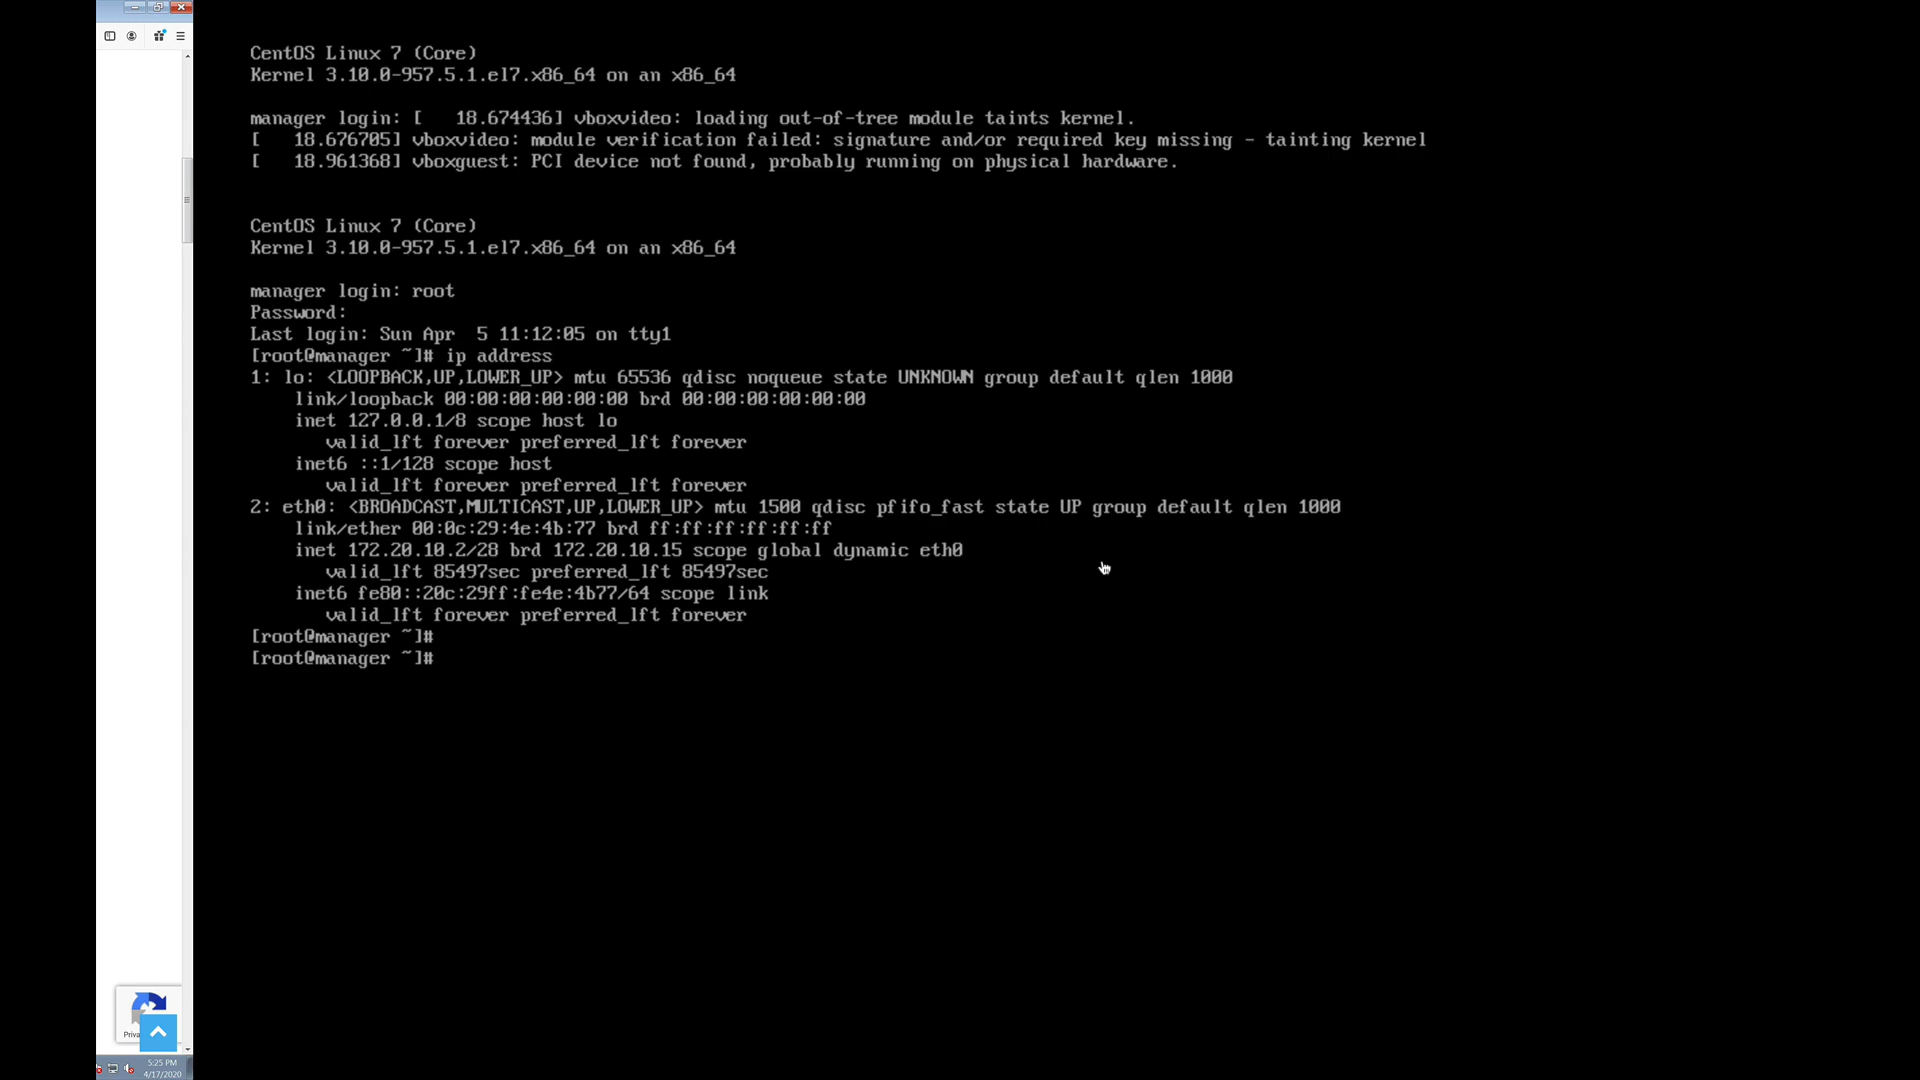 CentOS Linux 7 (Core)
Kernel 3.10.0-957.5.1.el7.x86_64 on an x86_64
manager login: [   18.674436] vboxvideo: loading out-of-tree module taints kernel.
[   18.676705] vboxvideo: module verification failed: signature and/or required key missing - tainting kernel
[   18.961368] vboxguest: PCI device not found, probably running on physical hardware.
CentOS Linux 7 (Core)
Kernel 3.10.0-957.5.1.el7.x86_64 on an x86_64
manager login: root
Password:
Last login: Sun Apr  5 11:12:05 on tty1
[root@manager ~]# ip address
1: lo: <LOOPBACK,UP,LOWER_UP> mtu 65536 qdisc noqueue state UNKNOWN group default qlen 1000
    link/loopback 00:00:00:00:00:00 brd 00:00:00:00:00:00
    inet 127.0.0.1/8 scope host lo
       valid_lft forever preferred_lft forever
    inet6 ::1/128 scope host
       valid_lft forever preferred_lft forever
2: eth0: <BROADCAST,MULTICAST,UP,LOWER_UP> mtu 1500 qdisc pfifo_fast state UP group default qlen 1000
    link/ether 00:0c:29:4e:4b:77 brd ff:ff:ff:ff:ff:ff
    inet 172.20.10.2/28 brd 172.20.10.15 scope global dynamic eth0
       valid_lft 85497sec preferred_lft 85497sec
    inet6 fe80::20c:29ff:fe4e:4b77/64 scope link
       valid_lft forever preferred_lft forever
[root@manager ~]#
[root@manager ~]#
Priva
5:25 PM
4/17/2020